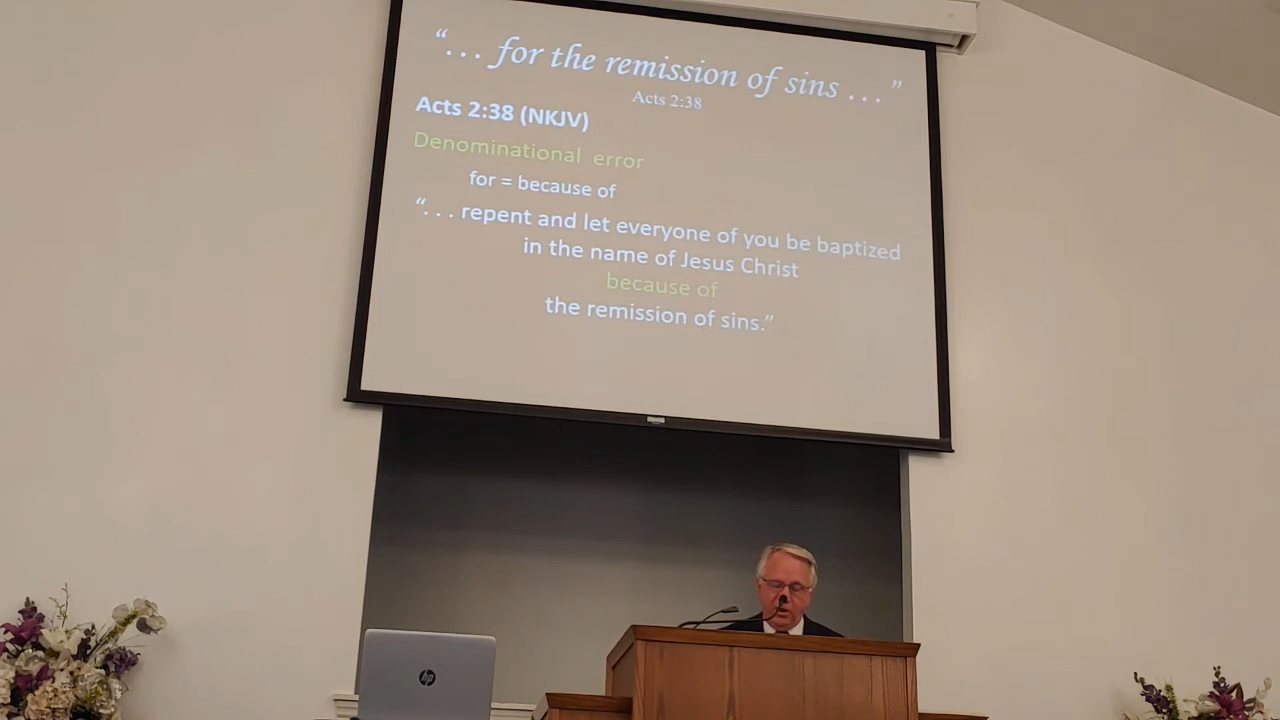 “... for the remission of sins ...”
Acts 2:38
Acts 2:38 (NKJV)
Denominational error
for = because of
“. . . repent and let everyone of you be baptized
in the name of Jesus Christ
because of
the remission of sins.”
hp